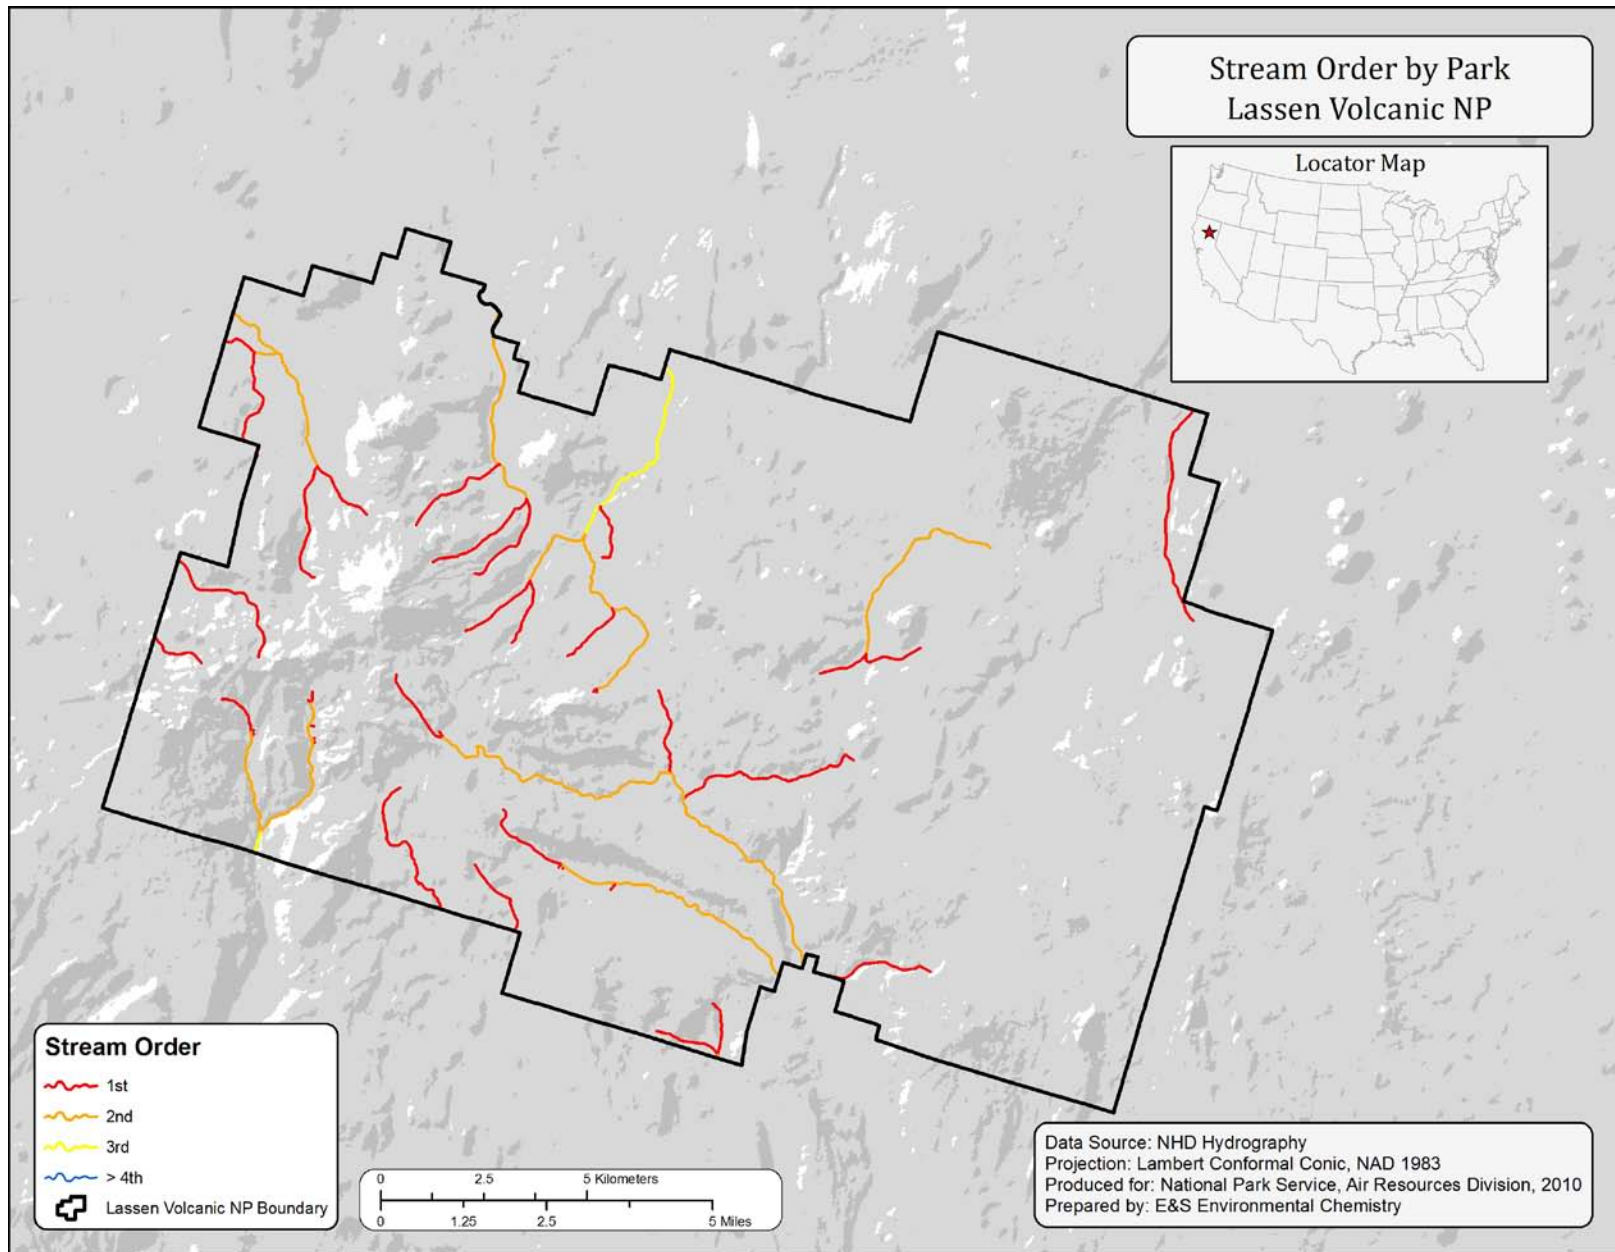 Stream Order by Park
Lassen Volcanic NP
Locator Map
Stream Order
1st
2nd
3rd
> 4th
Lassen Volcanic NP Boundary
0 2.5 5 Kilometers
0 1.25 2.5 5 Miles
Data Source: NHD Hydrography
Projection: Lambert Conformal Conic, NAD 1983
Produced for: National Park Service, Air Resources Division, 2010
Prepared by: E&S Environmental Chemistry